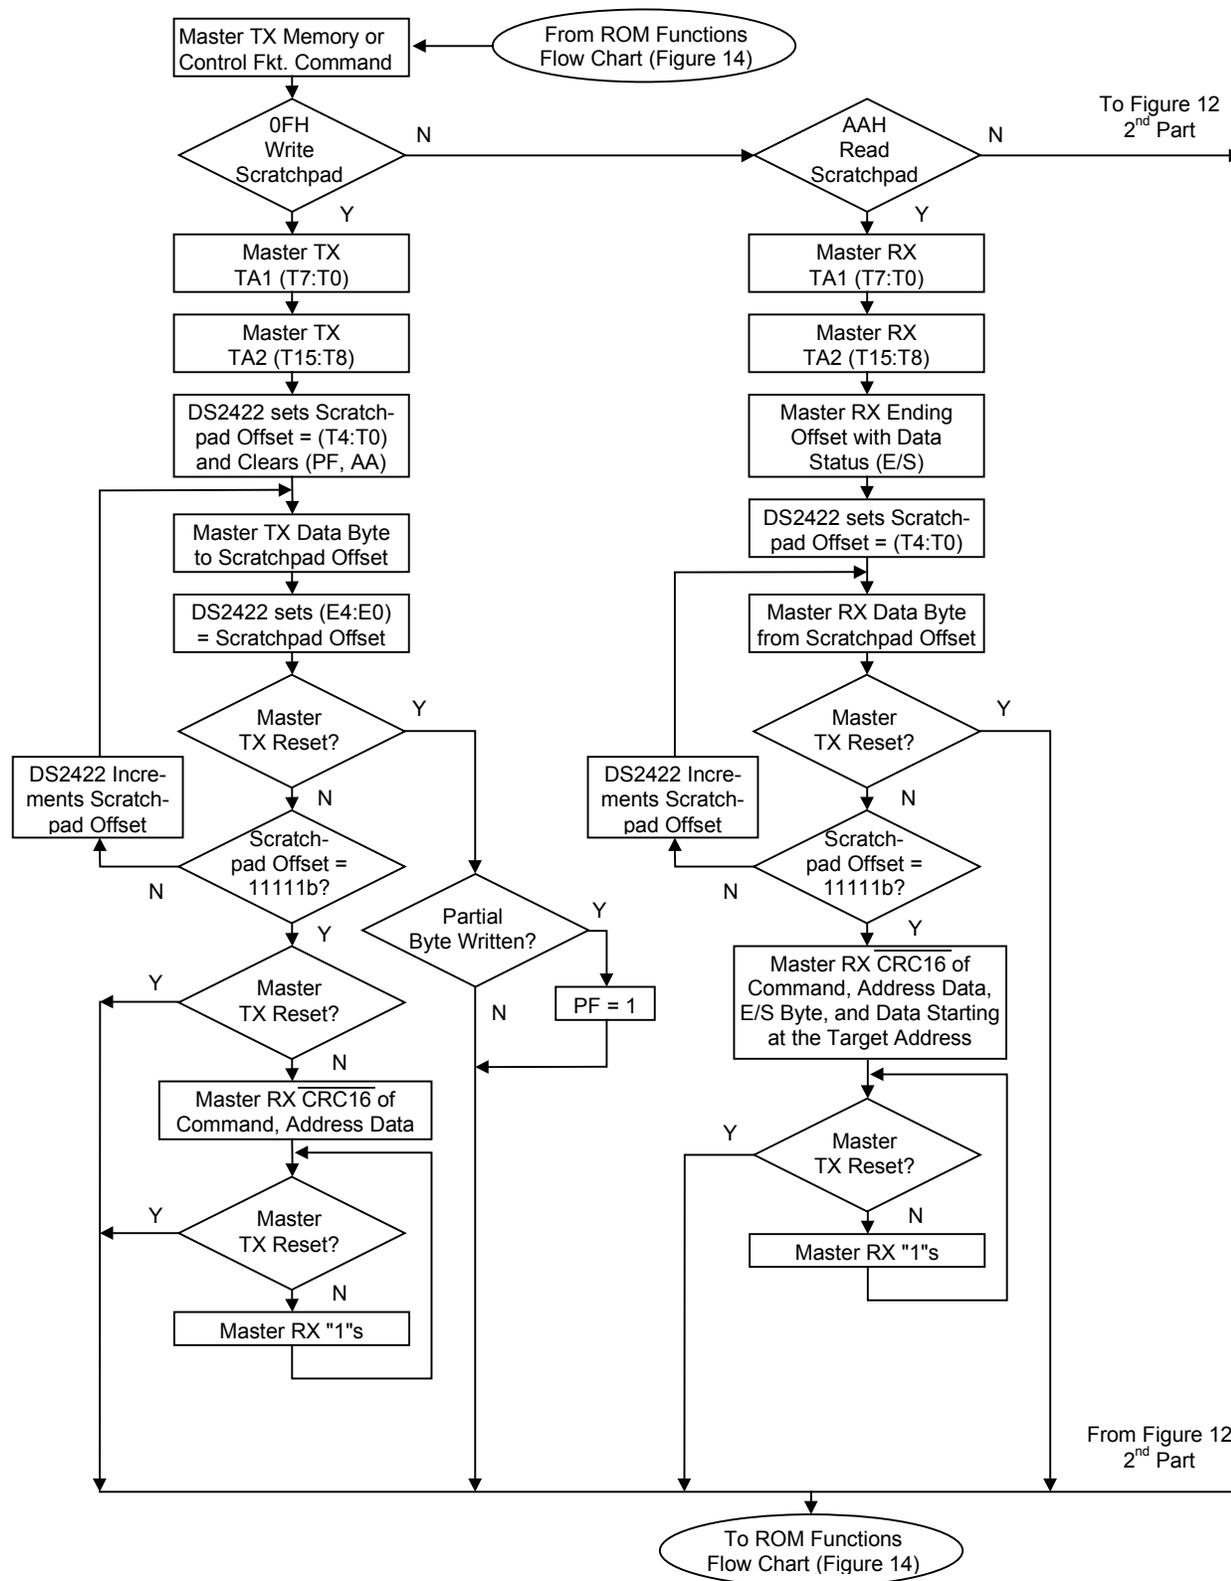 Master TX Memory or
Control Fkt. Command
From ROM Functions
Flow Chart (Figure 14)
To Figure 12
2nd Part
0FH
Write
Scratchpad
N
Y
AAH
Read
Scratchpad
N
Y
Master TX
TA1 (T7:T0)
Master TX
TA2 (T15:T8)
DS2422 sets Scratch-
pad Offset = (T4:T0)
and Clears (PF, AA)
Master TX Data Byte
to Scratchpad Offset
DS2422 sets (E4:E0)
= Scratchpad Offset
Master
TX Reset?
Y
N
DS2422 Incre-
ments Scratch-
pad Offset
Scratch-
pad Offset =
11111b?
N
Y
Partial
Byte Written?
Y
N
PF = 1
Master
TX Reset?
Y
N
Master RX CRC16 of
Command, Address Data
Master
TX Reset?
Y
N
Master RX "1"s
Master RX
TA1 (T7:T0)
Master RX
TA2 (T15:T8)
Master RX Ending
Offset with Data
Status (E/S)
DS2422 sets Scratch-
pad Offset = (T4:T0)
Master RX Data Byte
from Scratchpad Offset
Master
TX Reset?
Y
N
DS2422 Incre-
ments Scratch-
pad Offset
Scratch-
pad Offset =
11111b?
N
Y
Master RX CRC16 of
Command, Address Data,
E/S Byte, and Data Starting
at the Target Address
Master
TX Reset?
Y
N
Master RX "1"s
From Figure 12
2nd Part
To ROM Functions
Flow Chart (Figure 14)